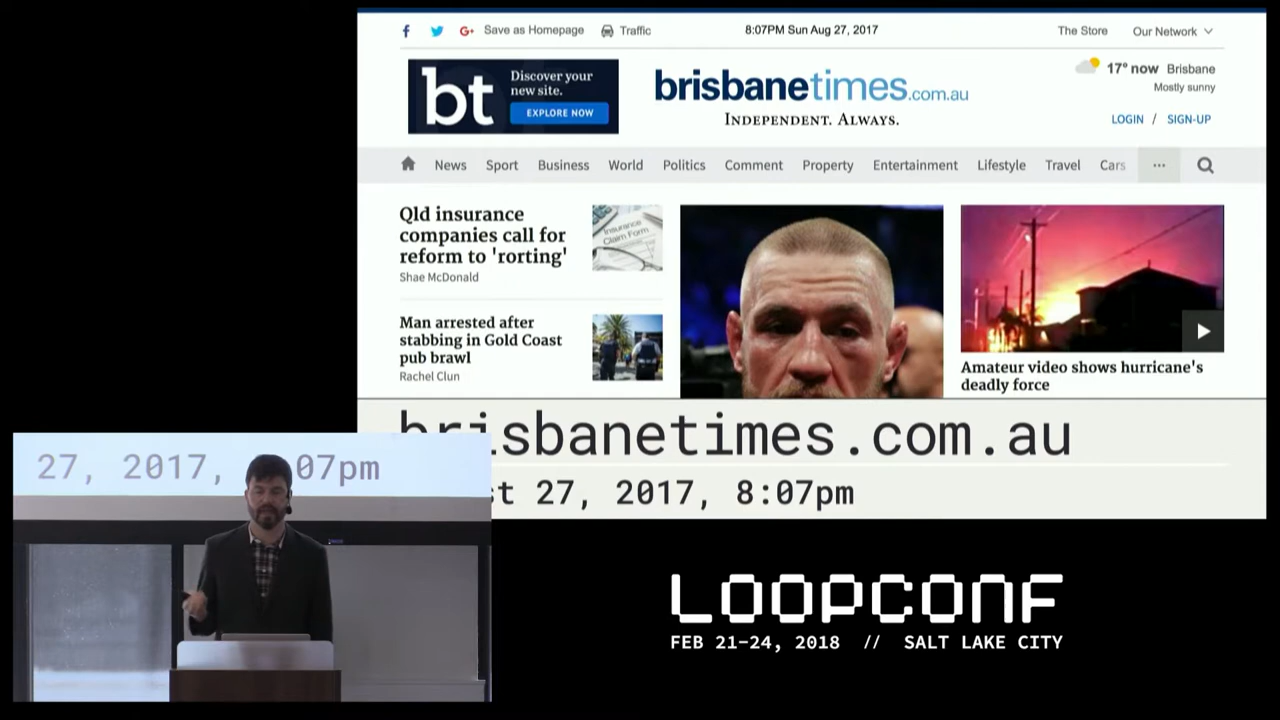 Save as Homepage
Traffic
8:07PM Sun Aug 27, 2017
The Store
Our Network
bt
Discover your
new site.
EXPLORE NOW
brisbanetimes.com.au
INDEPENDENT. ALWAYS.
17° now Brisbane
Mostly sunny
LOGIN / SIGN-UP
News Sport Business World Politics Comment Property Entertainment Lifestyle Travel Cars ...
Qld insurance
companies call for
reform to 'rorting'
Shae McDonald
Insurance
Claim Form
Man arrested after
stabbing in Gold Coast
pub brawl
Rachel Clun
Amateur video shows hurricane's
deadly force
brisbanetimes.com.au
st 27, 2017, 8:07pm
27, 2017, :07pm
LOOPCONF
FEB 21-24, 2018 // SALT LAKE CITY